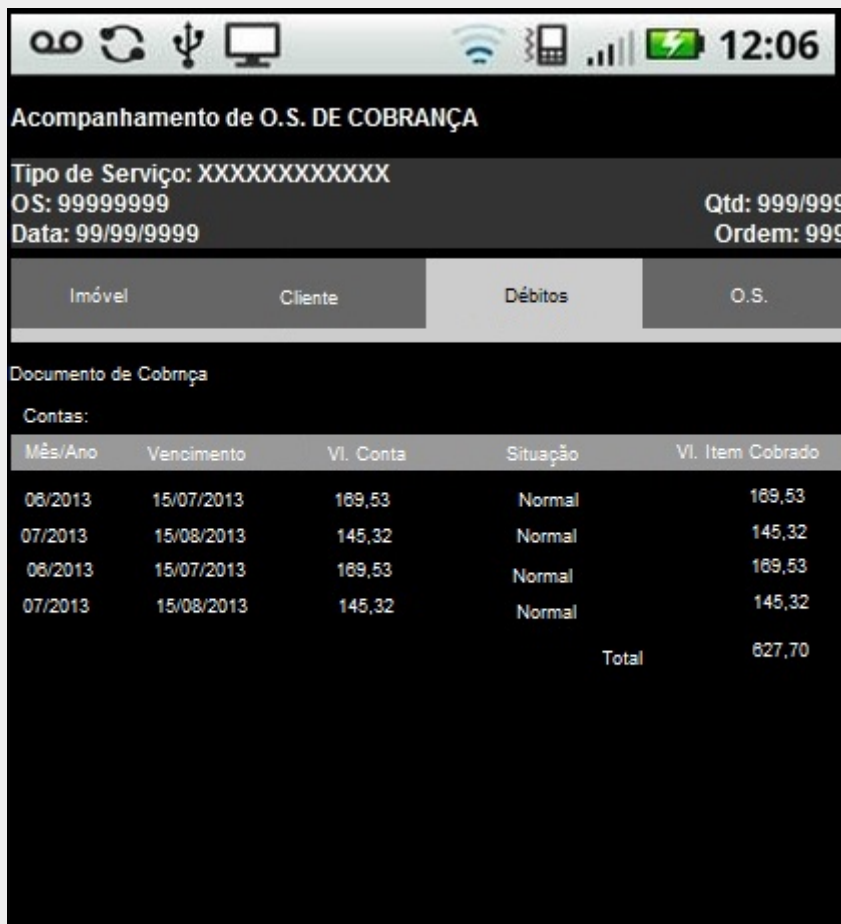 12:06
Acompanhamento de O.S. DE COBRANÇA
Tipo de Serviço: XXXXXXXXXXXX
OS: 99999999 Qtd: 999/999
Data: 99/99/9999 Ordem: 999
Imóvel Cliente Débitos O.S.
Documento de Cobrnça
Contas:
Mês/Ano Vencimento Vl. Conta Situação Vl. Item Cobrado
06/2013 15/07/2013 169,53 Normal 169,53
07/2013 15/08/2013 145,32 Normal 145,32
06/2013 15/07/2013 169,53 Normal 169,53
07/2013 15/08/2013 145,32 Normal 145,32
Total 627,70